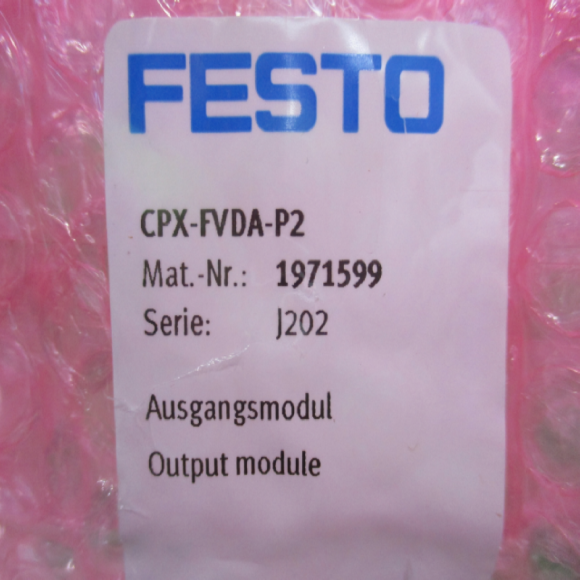 FESTO
CPX-FVDA-P2
Mat.-Nr.: 1971599
Serie: J202
Ausgangsmodul
Output module